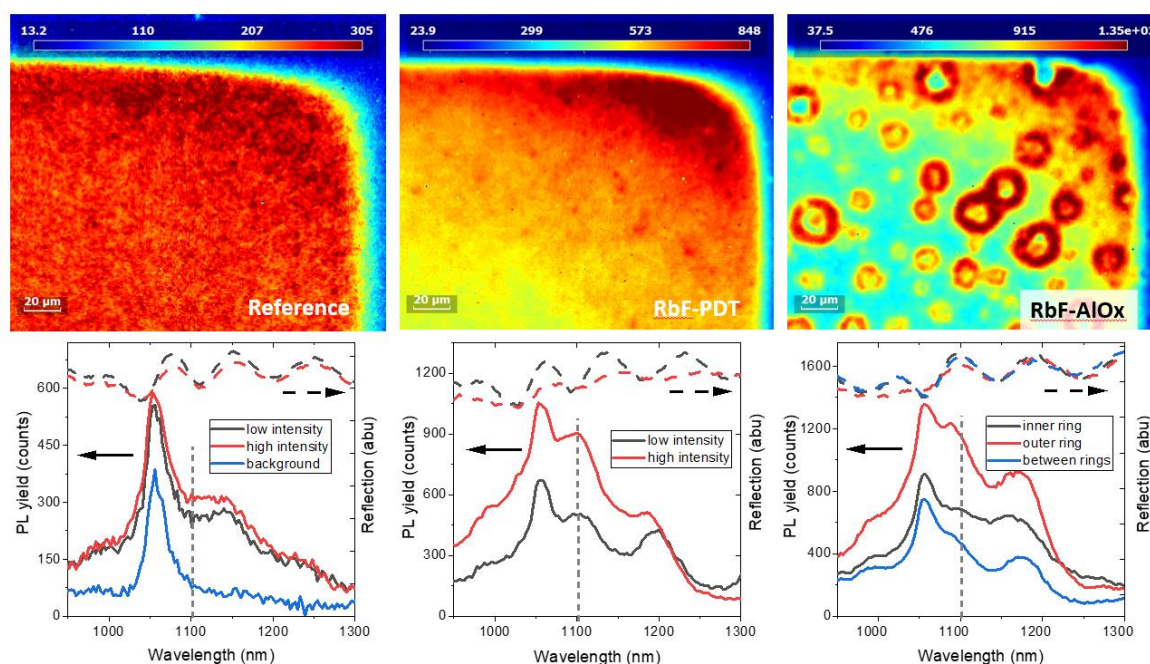 13.2 110 207 305
20 µm
Reference
23.9 299 573 848
20 µm
RbF-PDT
37.5 476 915 1.35e+03
20 µm
RbF-AlOx
PL yield (counts)
600
450
300
150
0
low intensity
high intensity
background
Reflection (abu)
1000 1100 1200 1300
Wavelength (nm)
PL yield (counts)
1200
900
600
300
0
low intensity
high intensity
Reflection (abu)
1000 1100 1200 1300
Wavelength (nm)
PL yield (counts)
1600
1200
800
400
0
inner ring
outer ring
between rings
Reflection (abu)
1000 1100 1200 1300
Wavelength (nm)